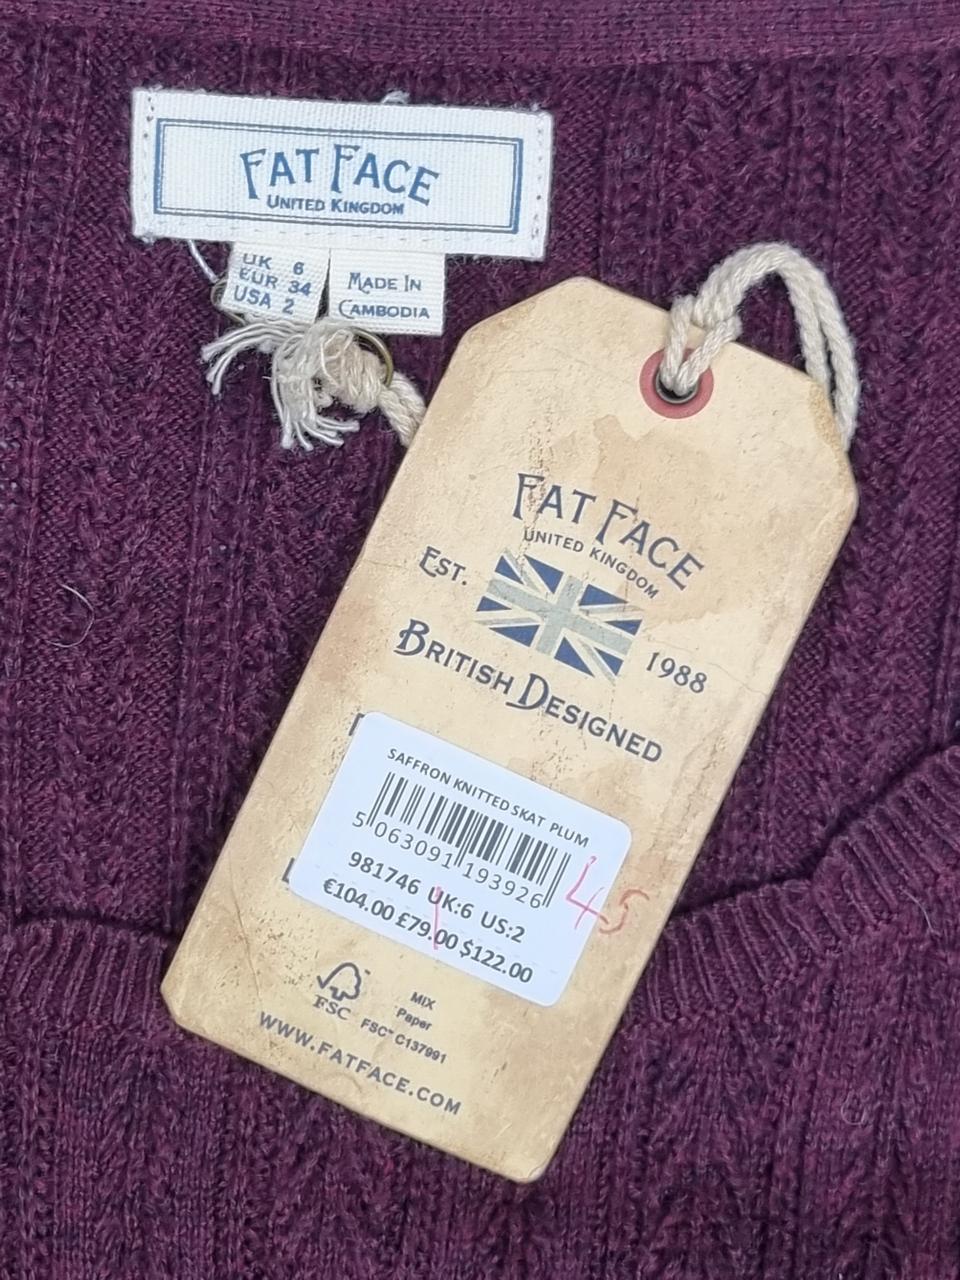 FAT FACE
UNITED KINGDOM
UK 6
EUR 34
USA 2
MADE IN
CAMBODIA
FAT FACE
UNITED KINGDOM
EST.
1988
BRITISH DESIGNED
SAFFRON KNITTED SKAT PLUM
5 063091 193926
981746 UK:6 US:2
€104.00 £79.00 $122.00
45
FSC
MIX
Paper
FSC™ C137991
WWW.FATFACE.COM